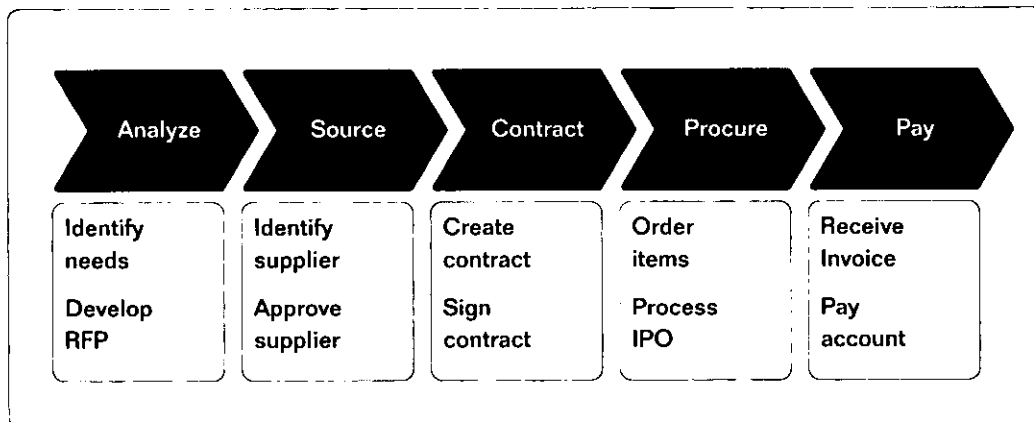 Analyze
Source
Contract
Procure
Pay
Identify
needs
Develop
RFP
Identify
supplier
Approve
supplier
Create
contract
Sign
contract
Order
items
Process
IPO
Receive
Invoice
Pay
account